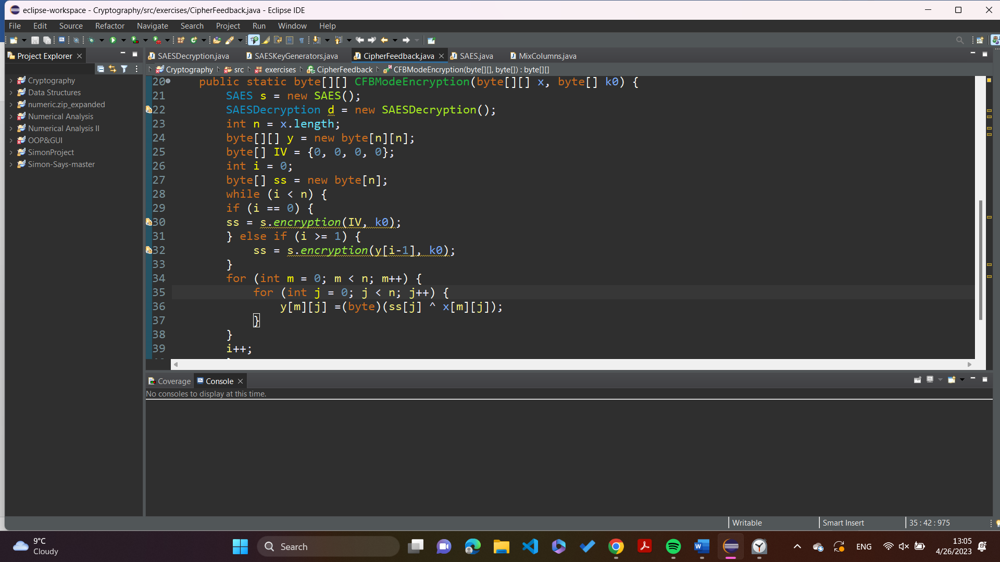 eclipse-workspace - Cryptography/src/exercises/CipherFeedback.java - Eclipse IDE
File Edit Source Refactor Navigate Search Project Run Window Help
Project Explorer
SAESDecryption.java SAESKeyGenerators.java CipherFeedback.java SAES.java MixColumns.java
Cryptography src exercises CipherFeedback CFBModeEncryption(byte[][], byte[]) : byte[][]
Cryptography
Data Structures
numeric.zip_expanded
Numerical Analysis
Numerical Analysis II
OOP&GUI
SimonProject
Simon-Says-master
20 public static byte[][] CFBModeEncryption(byte[][] x, byte[] k0) {
21 SAES s = new SAES();
22 SAESDecryption d = new SAESDecryption();
23 int n = x.length;
24 byte[][] y = new byte[n][n];
25 byte[] IV = {0, 0, 0, 0};
26 int i = 0;
27 byte[] ss = new byte[n];
28 while (i < n) {
29 if (i == 0) {
30 ss = s.encryption(IV, k0);
31 } else if (i >= 1) {
32 ss = s.encryption(y[i-1], k0);
33 }
34 for (int m = 0; m < n; m++) {
35 for (int j = 0; j < n; j++) {
36 y[m][j] =(byte)(ss[j] ^ x[m][j]);
37 }
38 }
39 i++;
Coverage Console
No consoles to display at this time.
Writable Smart Insert 35 : 42 : 975
9°C
Cloudy
Search
ENG
13:05
4/26/2023